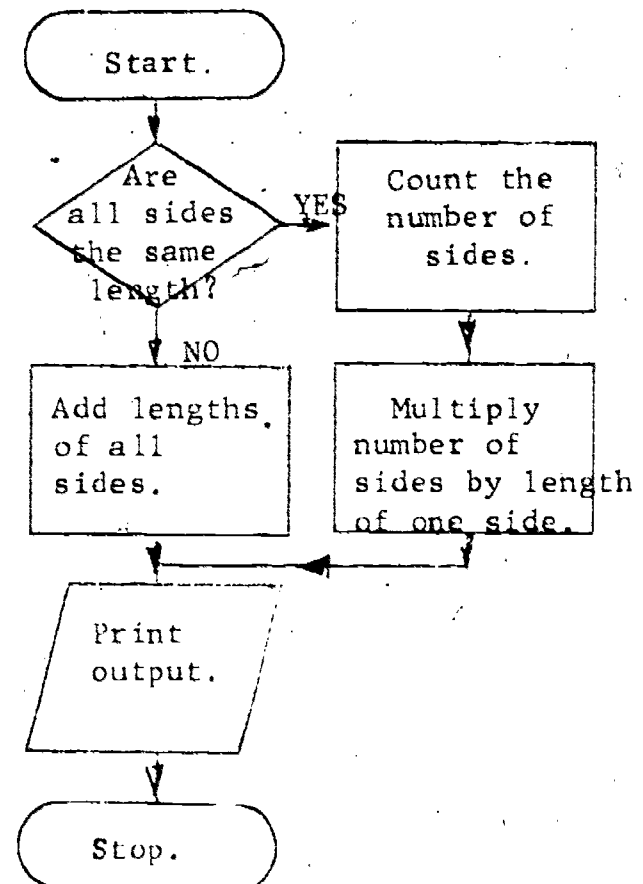 Start.
Are
all sides
the same
length?
YES
Count the
number of
sides.
NO
Add lengths
of all
sides.
Multiply
number of
sides by length
of one side.
Print
output.
Stop.